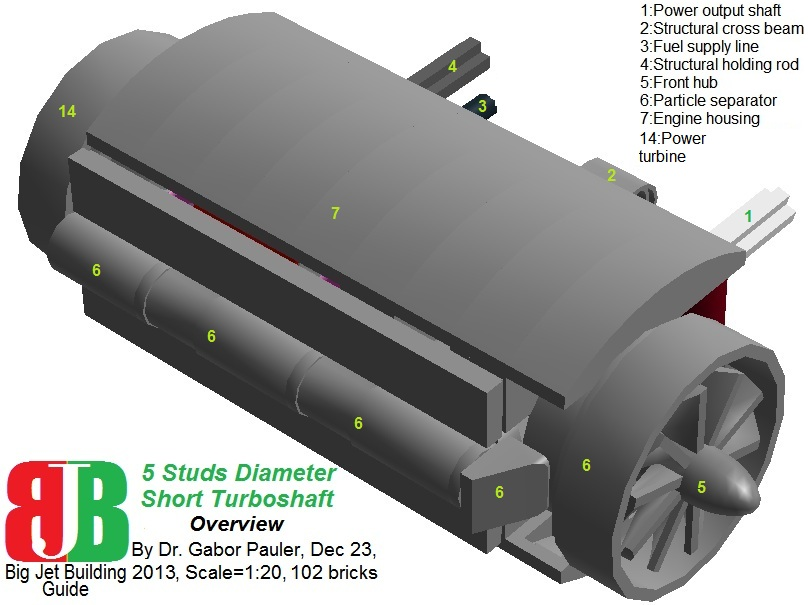 1:Power output shaft
2:Structural cross beam
3:Fuel supply line
4:Structural holding rod
5:Front hub
6:Particle separator
7:Engine housing
14:Power
turbine
4
14
3
2
7
1
6
6
6
6
6
5
BJB
5 Studs Diameter
Short Turboshaft
Overview
By Dr. Gabor Pauler, Dec 23,
Big Jet Building 2013, Scale=1:20, 102 bricks
Guide